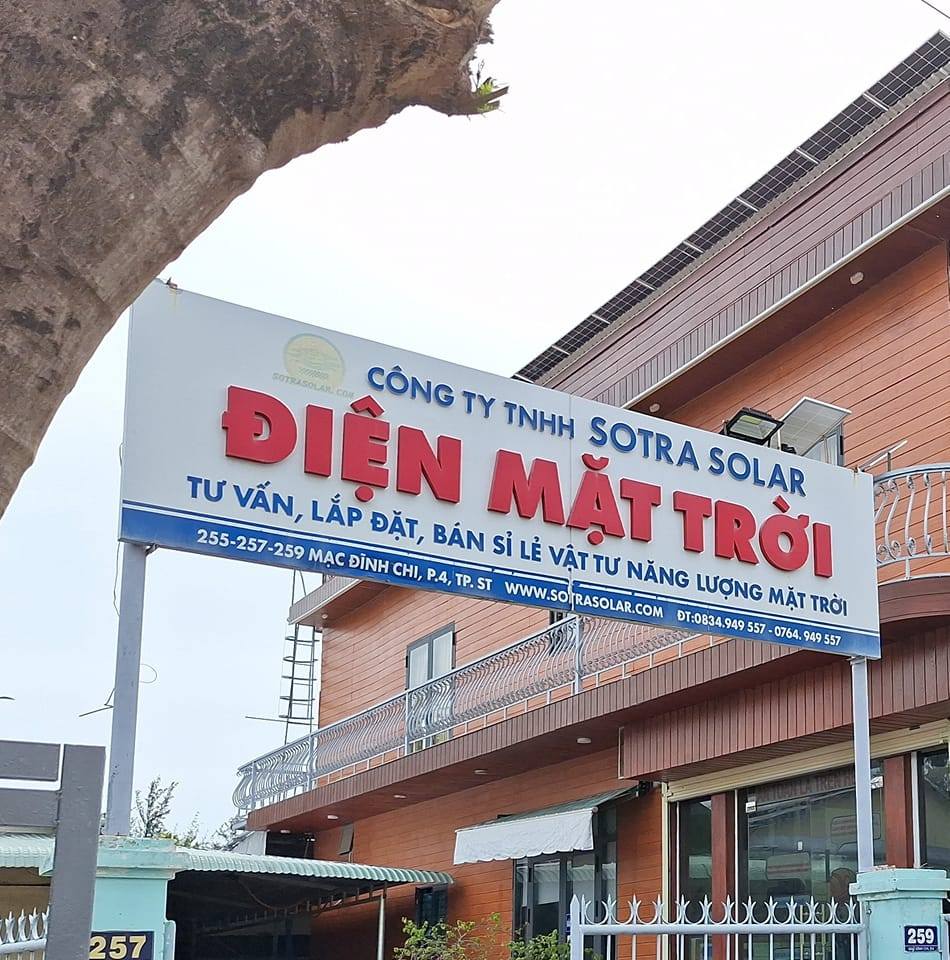 SOTRASOLAR.COM
CÔNG TY TNHH SOTRA SOLAR
ĐIỆN MẶT TRỜI
TƯ VẤN, LẮP ĐẶT, BÁN SỈ LẺ VẬT TƯ NĂNG LƯỢNG MẶT TRỜI
255-257-259 MẠC ĐĨNH CHI, P.4, TP. ST WWW.SOTRASOLAR.COM ĐT:0834.949 557 - 0764. 949 557
257
259